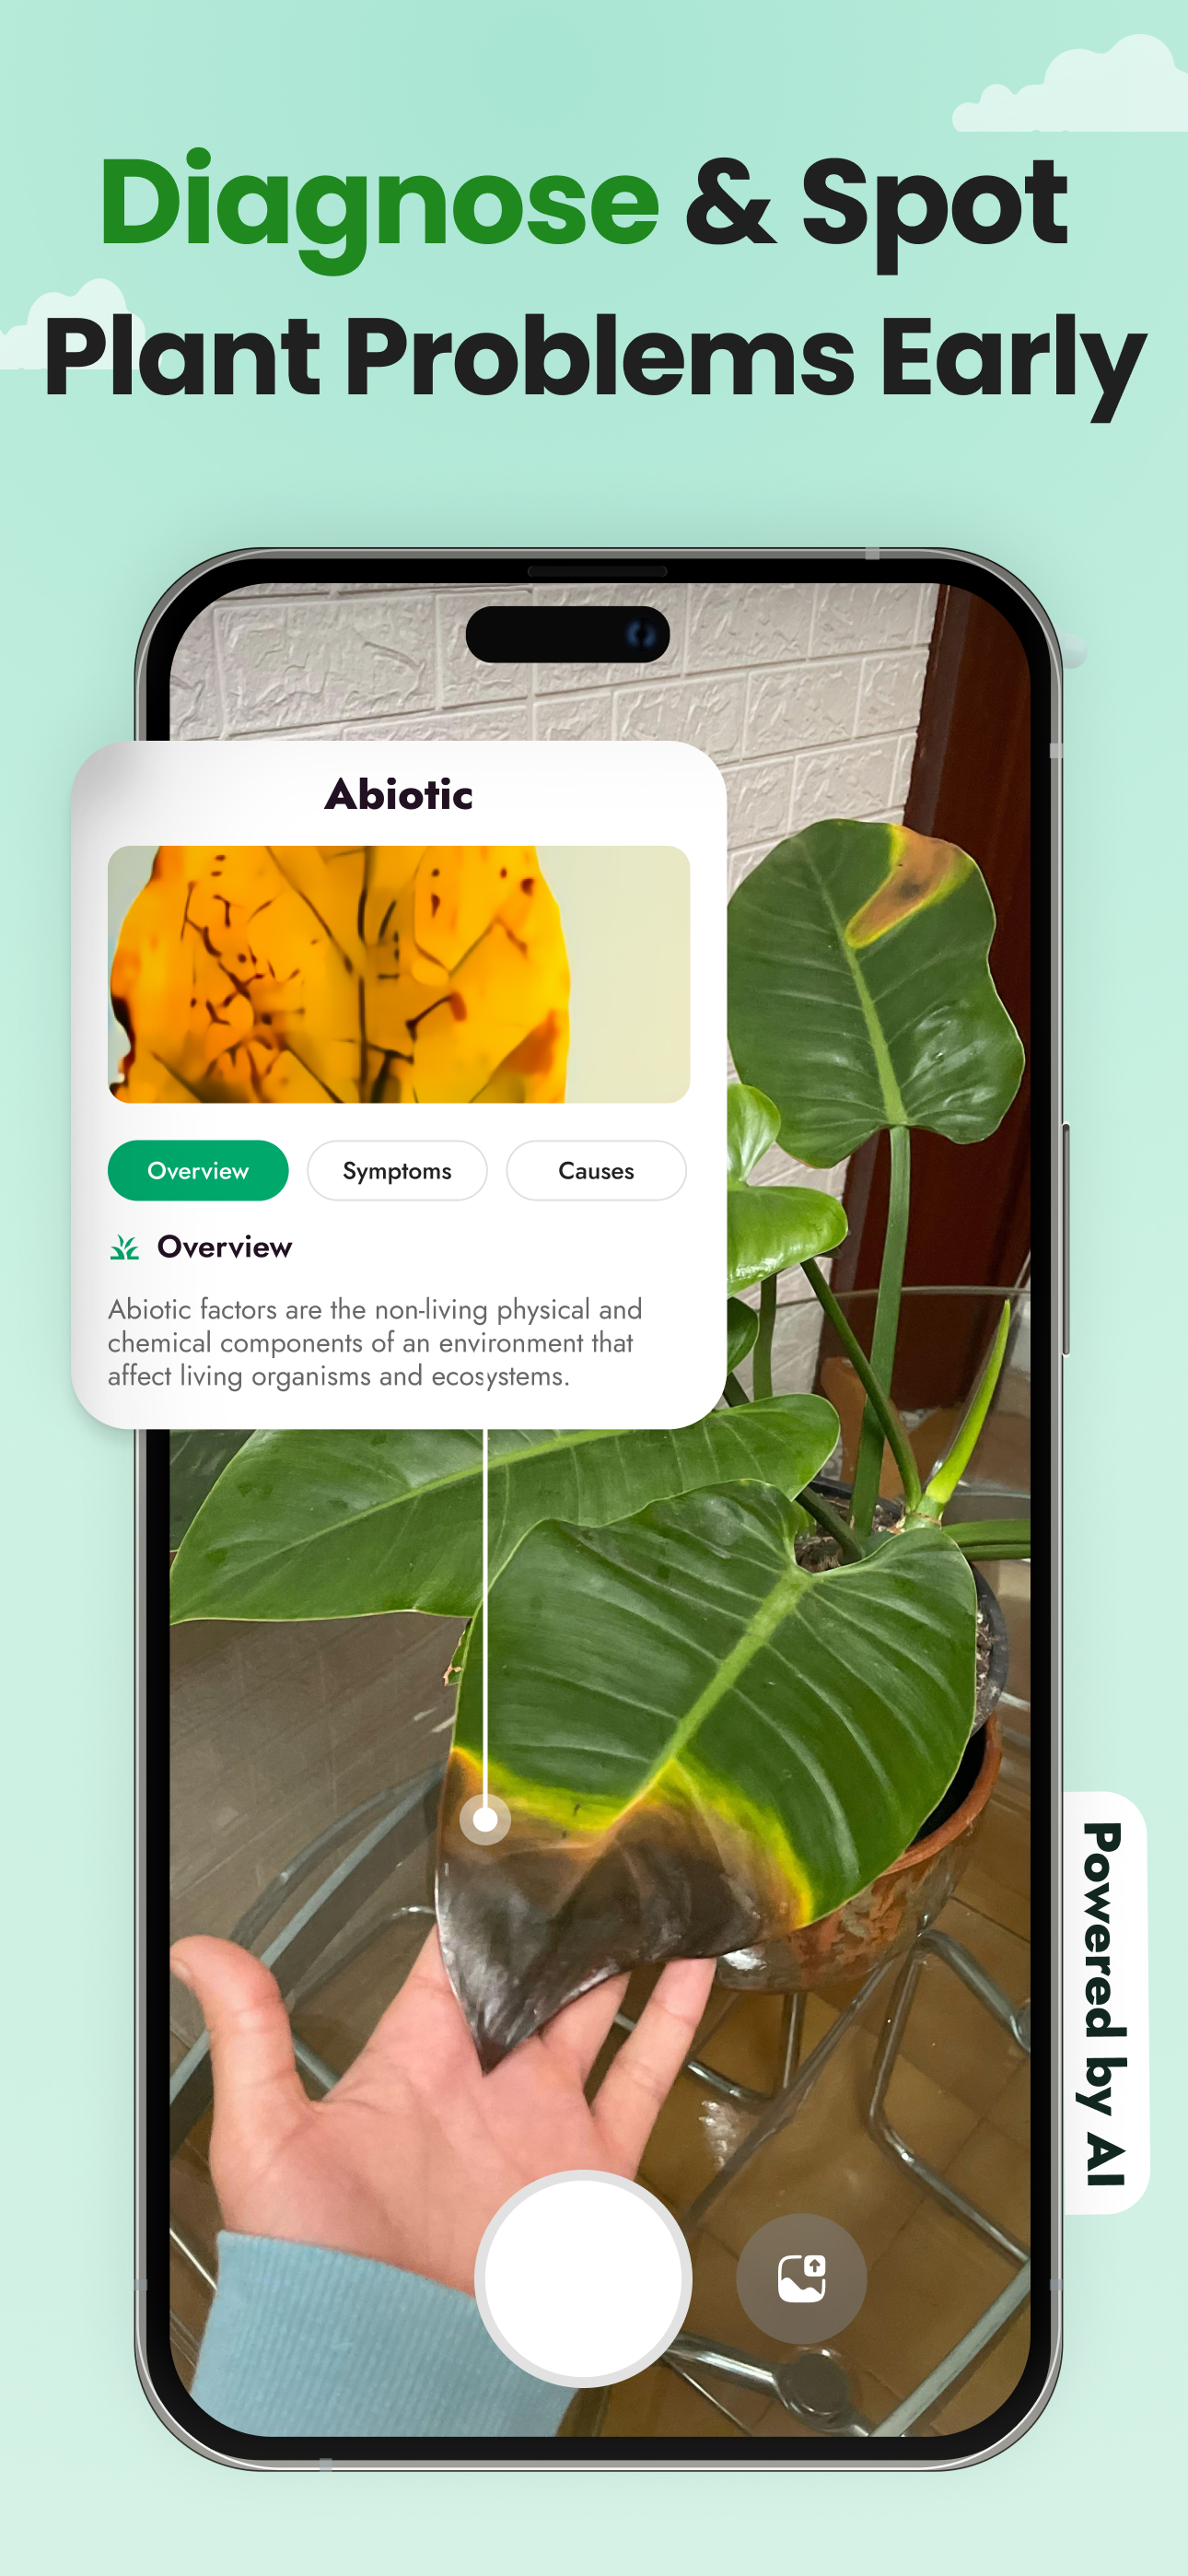 Diagnose & Spot
Plant Problems Early
Abiotic
Overview
Symptoms
Causes
Overview
Abiotic factors are the non-living physical and
chemical components of an environment that
affect living organisms and ecosystems.
Powered by AI